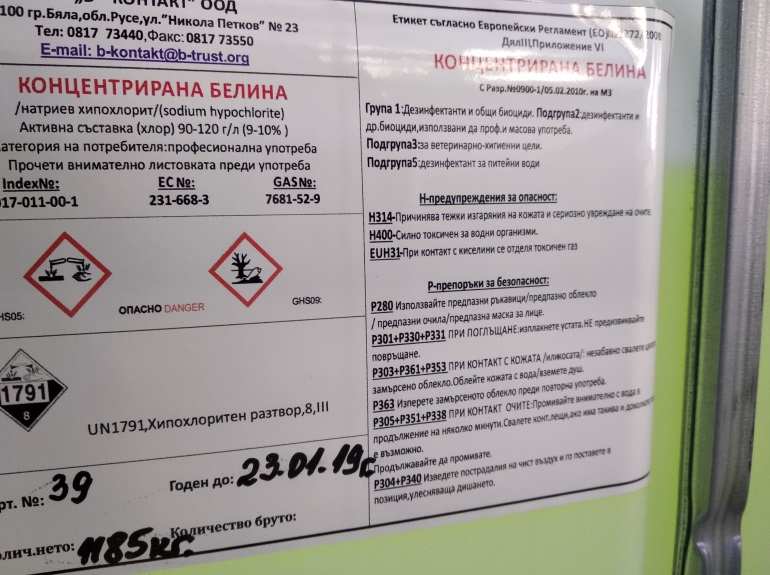 КОНТАКТ" ООД
100 гр.Бяла,обл.Русе,ул."Никола Петков" № 23
Тел: 0817 73440,Факс: 0817 73550
E-mail: b-kontakt@b-trust.org
КОНЦЕНТРИРАНА БЕЛИНА
/натриев хипохлорит/(sodium hypochlorite)
Активна съставка (хлор) 90-120 г/л (9-10% )
атегория на потребителя:професионална употреба
Прочети внимателно листовката преди употреба
IndexNo: EC No: GASNo:
017-011-00-1 231-668-3 7681-52-9
HS05: ОПАСНО DANGER GHS09:
1791
8
UN1791,Хипохлоритен разтвор,8,III
рт. No: 39 Годен до: 23.01.19г.
олич.нето: 1185кг. Количество бруто:
Етикет съгласно Европейски Регламент (ЕО) 1272/2008
Дял III,Приложение VI
КОНЦЕНТРИРАНА БЕЛИНА
С Разр.№0900-1/05.02.2010г. на МЗ
Група 1:Дезинфектанти и общи биоциди. Подгрупа2:дезинфектанти и
др.биоциди,използвани да проф.и масова употреба.
Подгрупа3:за ветеринарно-хигиенни цели.
Подгрупа5:дезинфектант за питейни води
Н-предупреждения за опасност:
H314-Причинява тежки изгаряния на кожата и сериозно увреждане на очите.
H400-Силно токсичен за водни организми.
EUH31-При контакт с киселини се отделя токсичен газ
Р-препоръки за безопасност:
P280 Използвайте предпазни ръкавици/предпазно облекло
/ предпазни очила/предпазна маска за лице.
P301+P330+P331 ПРИ ПОГЛЪЩАНЕ:изплакнете устата.НЕ предизвиквайте
повръщане.
P303+P361+P353 ПРИ КОНТАКТ С КОЖАТА /иликосата/: незабавно свалете цялото
замърсено облекло.Облейте кожата с вода/вземете душ.
P363 Изперете замърсеното облекло преди повторна употреба.
P305+P351+P338 ПРИ КОНТАКТ ОЧИТЕ:Промивайте внимателно с вода в
продължение на няколко минути.Свалете конт.лещи,ако има такива и доколкото
е възможно.
Продължавайте да промивате.
P304+P340 Изведете пострадалия на чист въздух и го поставете в
позиция,улесняваща дишането.